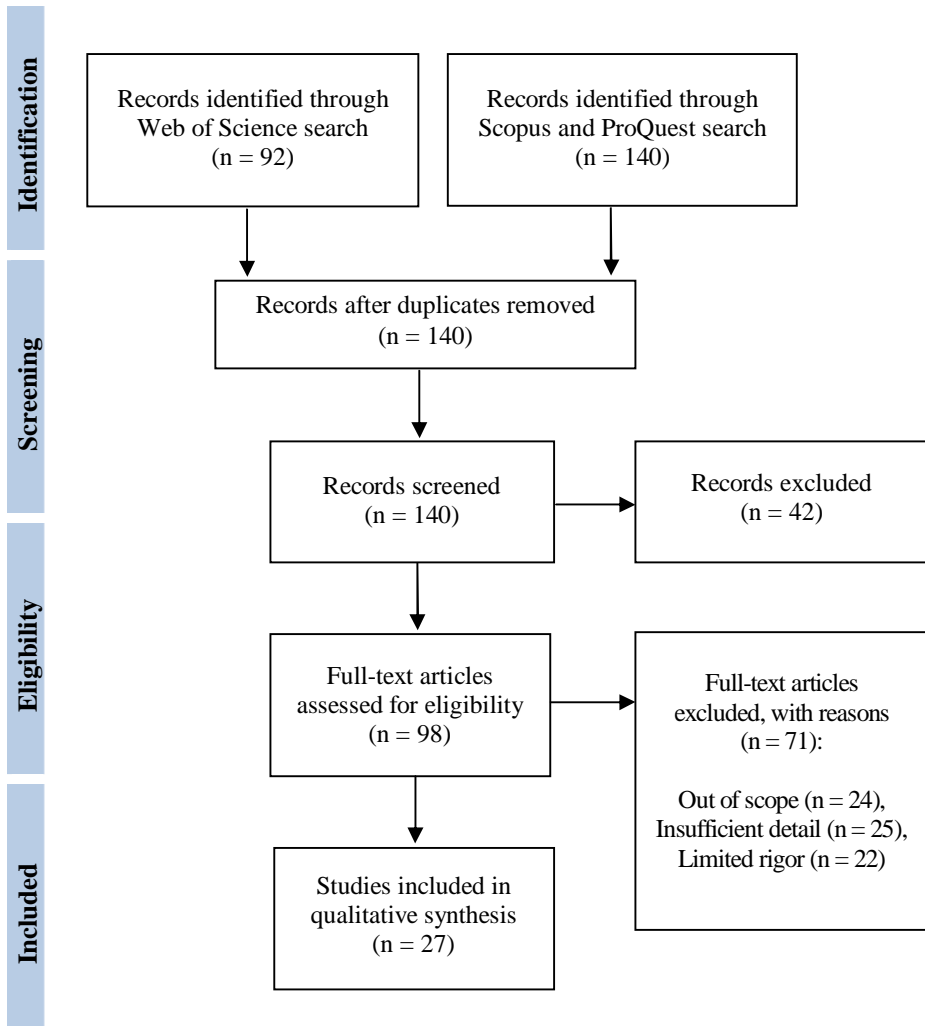 Identification
Records identified through
Web of Science search
(n = 92)
Records identified through
Scopus and ProQuest search
(n = 140)
Screening
Records after duplicates removed
(n = 140)
Records screened
(n = 140)
Records excluded
(n = 42)
Eligibility
Full-text articles
assessed for eligibility
(n = 98)
Full-text articles
excluded, with reasons
(n = 71):
Out of scope (n = 24),
Insufficient detail (n = 25),
Limited rigor (n = 22)
Included
Studies included in
qualitative synthesis
(n = 27)